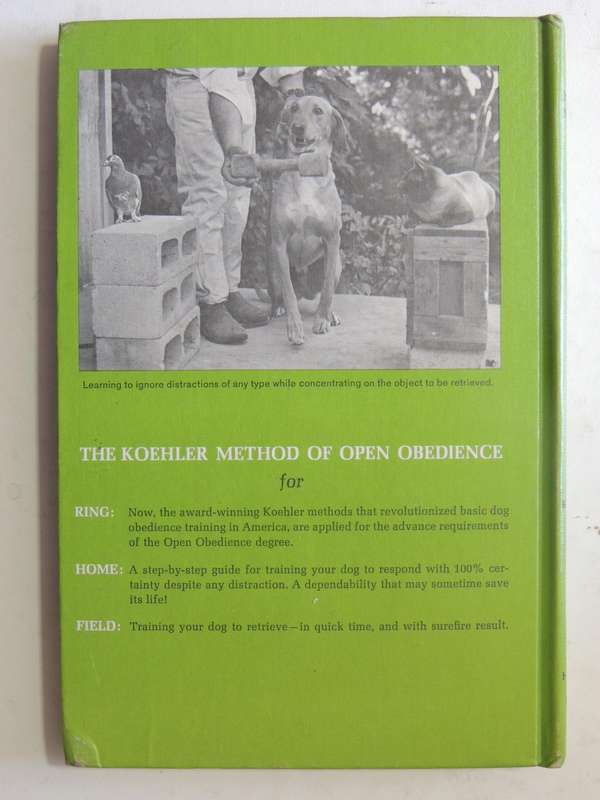 Learning to ignore distractions of any type while concentrating on the object to be retrieved.
THE KOEHLER METHOD OF OPEN OBEDIENCE
for
RING: Now, the award-winning Koehler methods that revolutionized basic dog
obedience training in America, are applied for the advance requirements
of the Open Obedience degree.
HOME: A step-by-step guide for training your dog to respond with 100% cer-
tainty despite any distraction. A dependability that may sometime save
its life!
FIELD: Training your dog to retrieve—in quick time, and with surefire result.